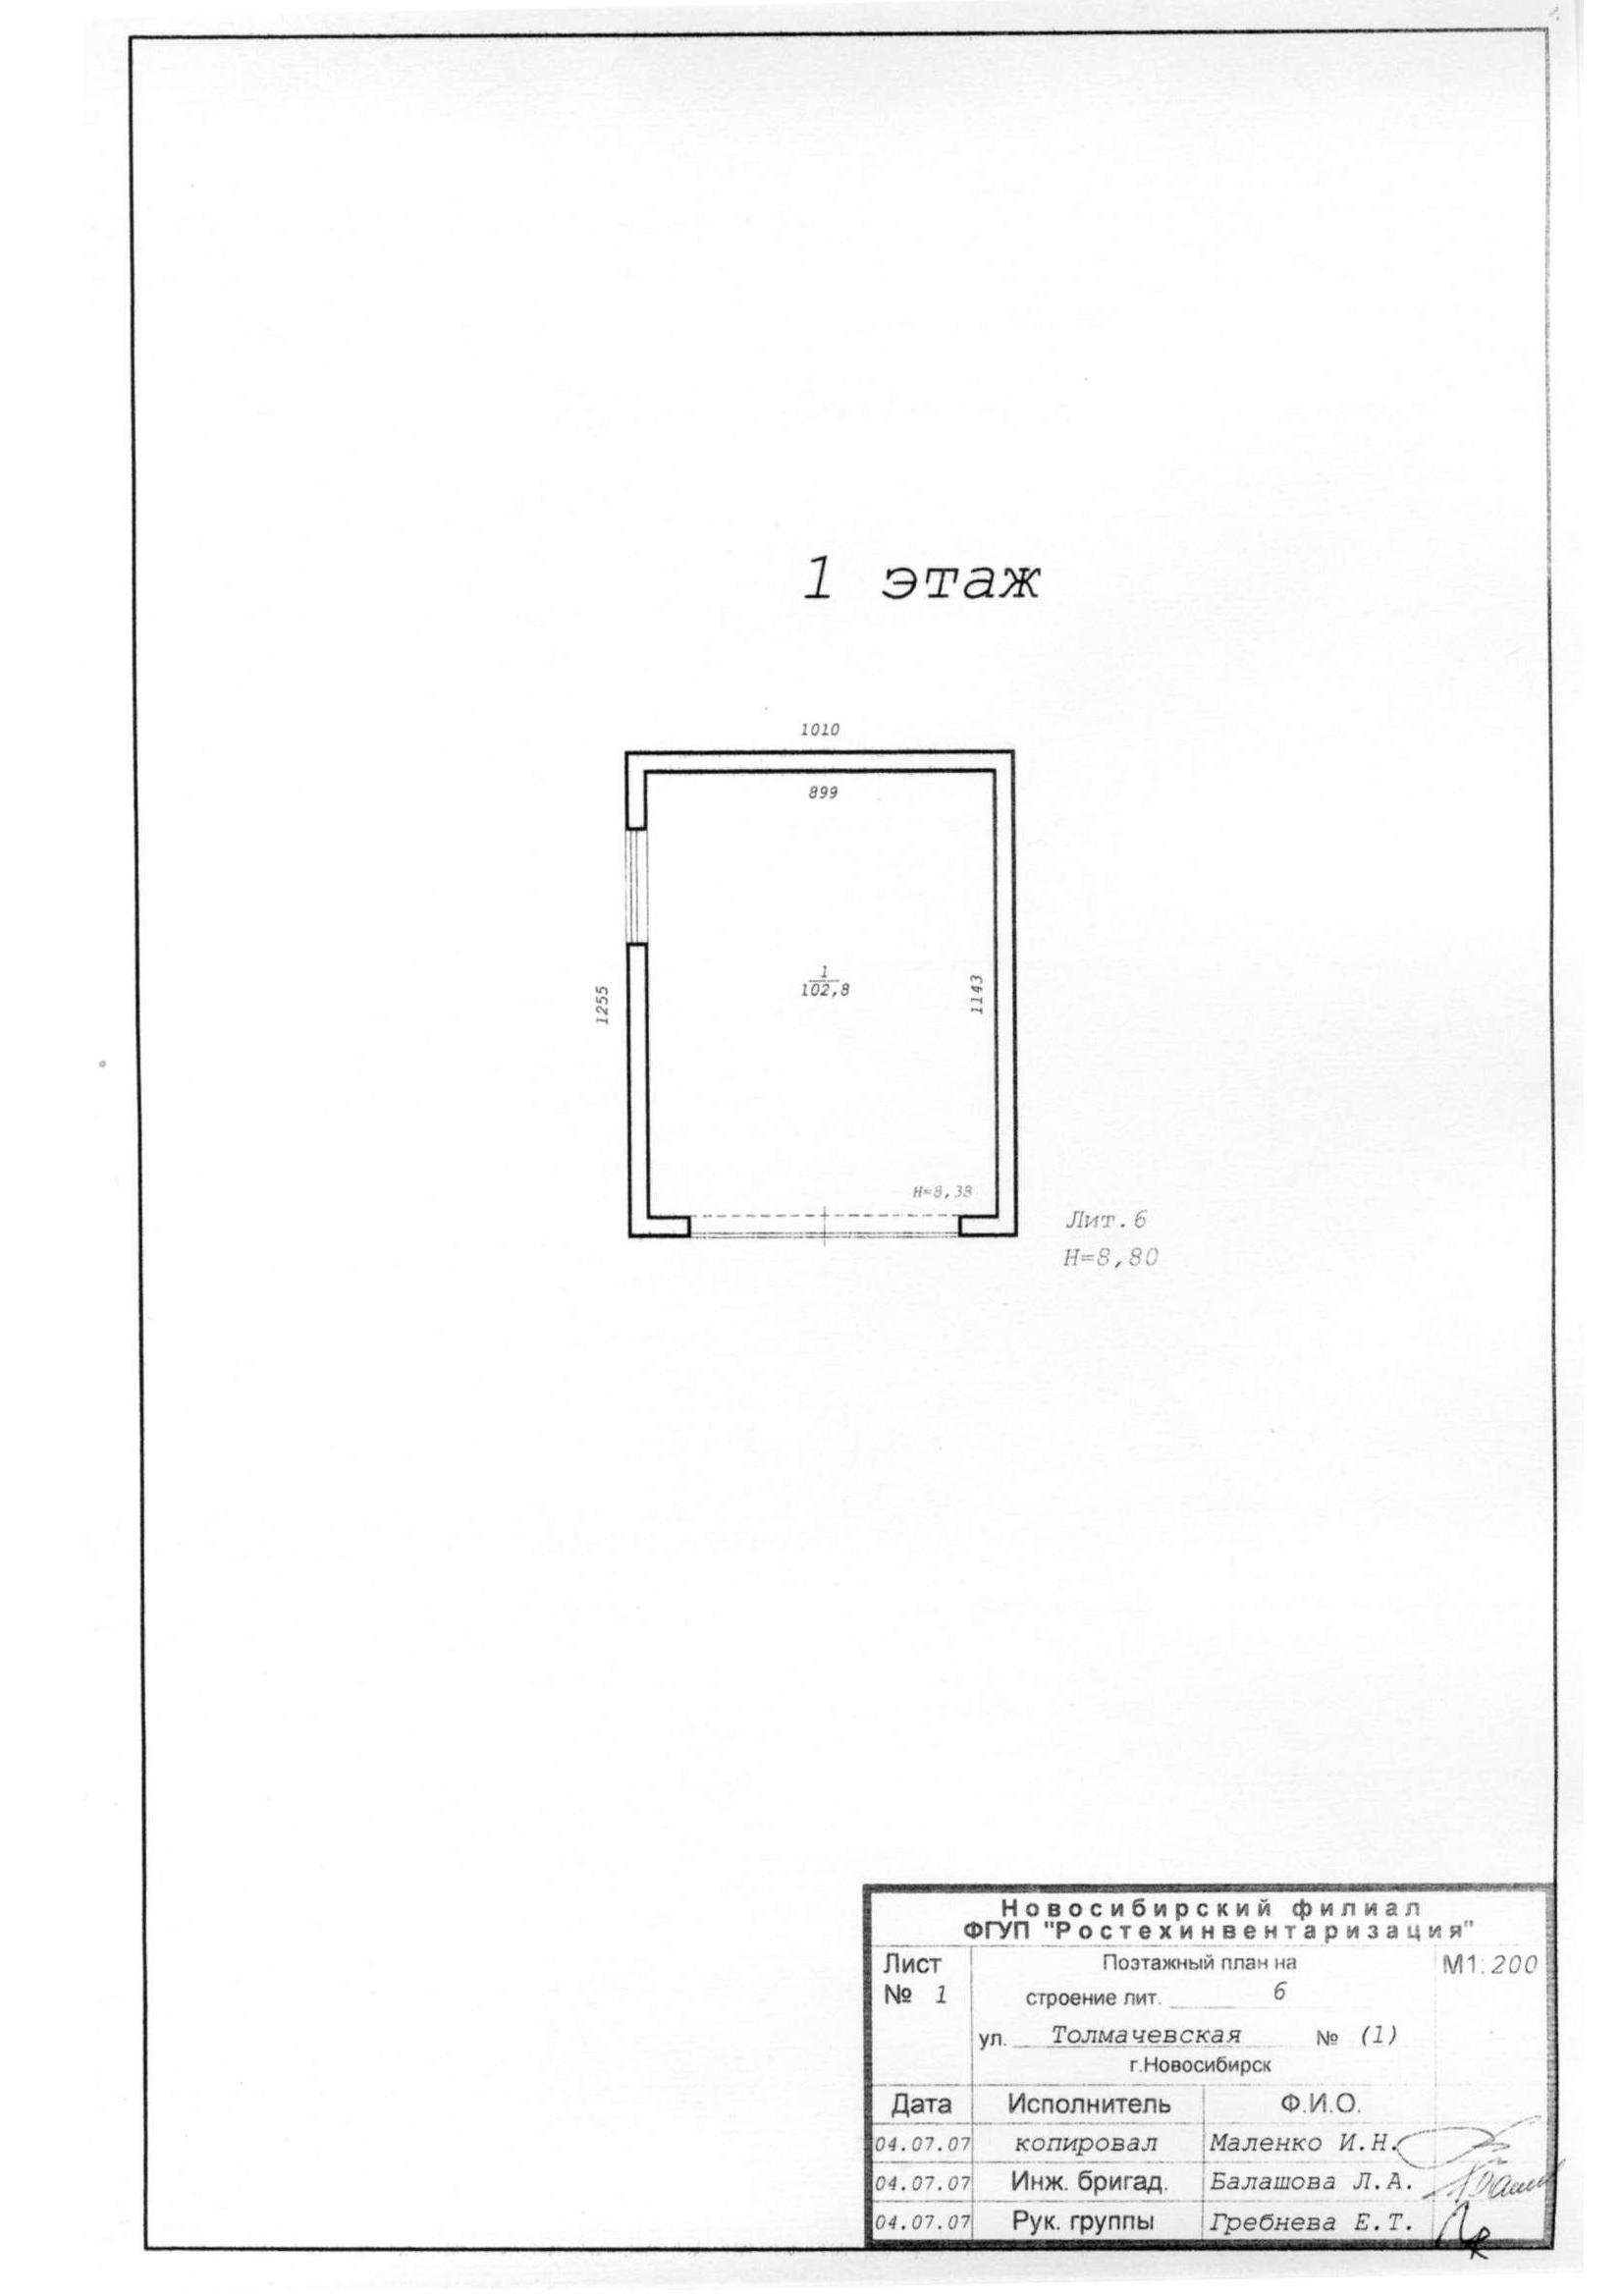 1 этаж
1010
899
1
102,8
1255
1143
H=8,38
Лит.6
H=8,80
Новосибирский филиал
ФГУП "Ростехинвентаризация"
Лист
№ 1
Поэтажный план на
М1:200
строение лит. 6
ул. Толмачевская № (1)
г.Новосибирск
Дата Исполнитель Ф.И.О.
04.07.07 копировал Маленко И.Н.
04.07.07 Инж. бригад. Балашова Л.А.
04.07.07 Рук. группы Гребнева Е.Т.